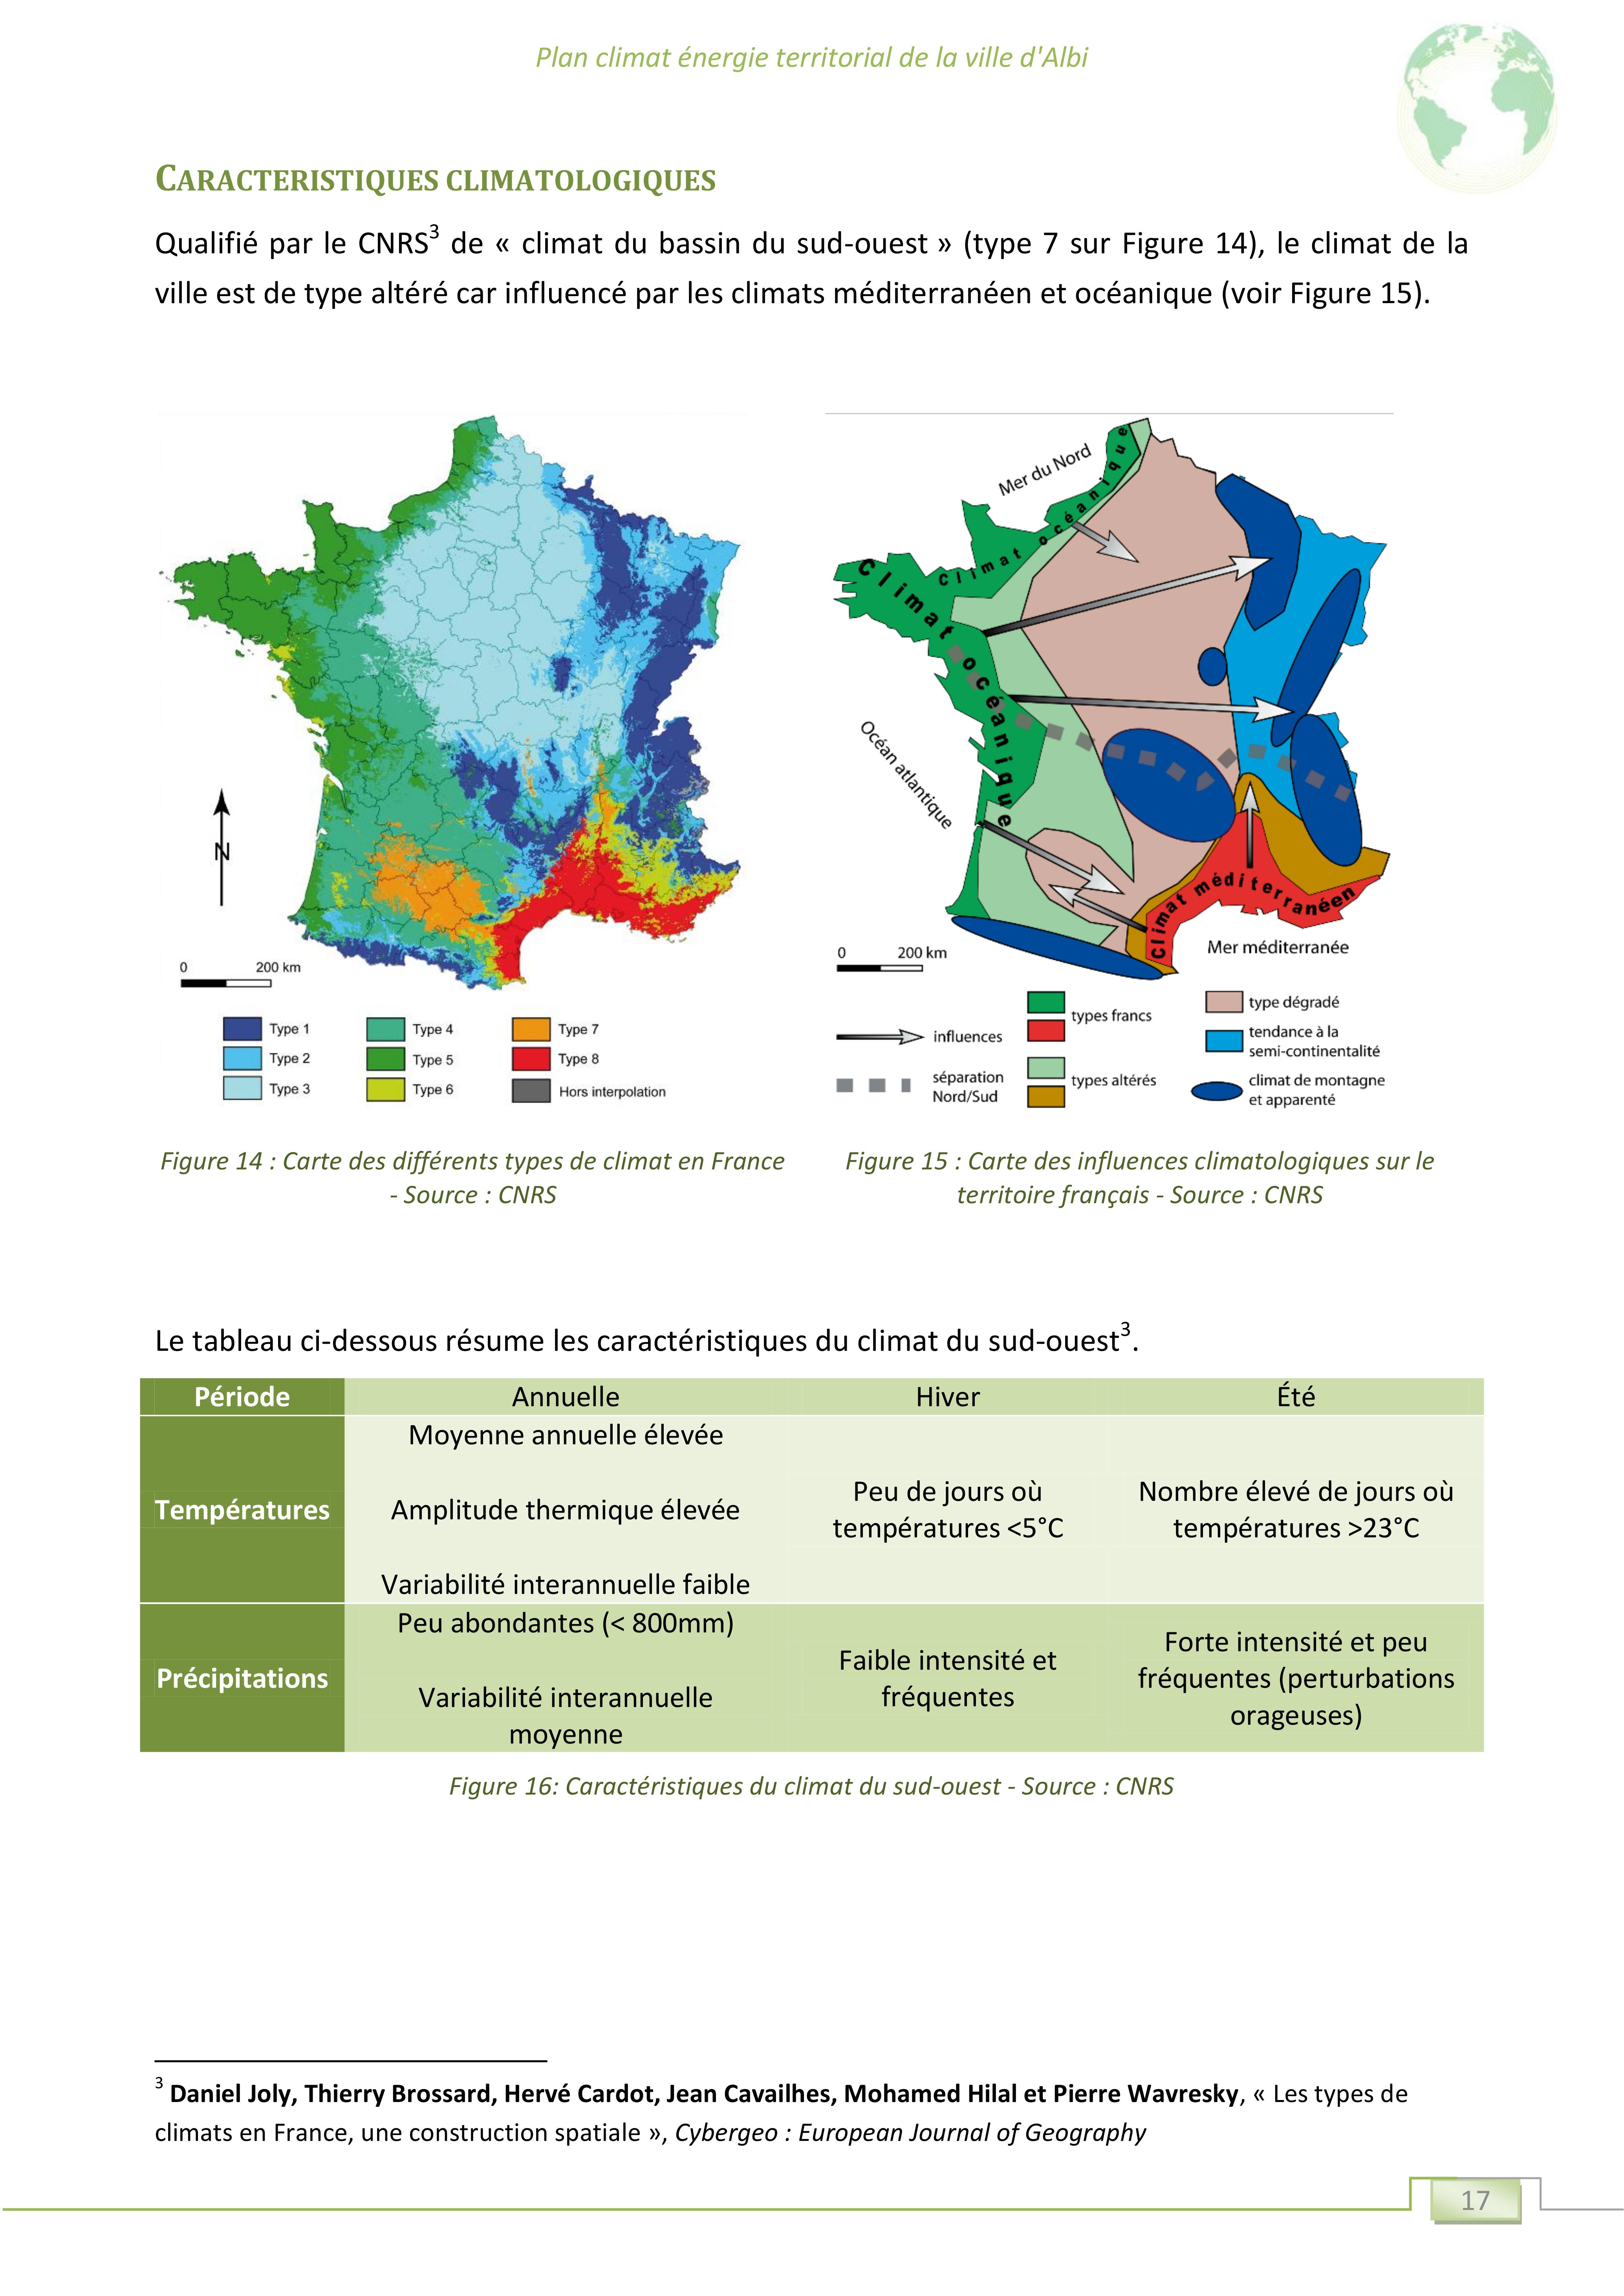 Plan climat énergie territorial de la ville d'Albi
CARACTERISTIQUES CLIMATOLOGIQUES
Qualifié par le CNRS3 de « climat du bassin du sud-ouest » (type 7 sur Figure 14), le climat de la
ville est de type altéré car influencé par les climats méditerranéen et océanique (voir Figure 15).
N
0 200 km
Type 1
Type 2
Type 3
Type 4
Type 5
Type 6
Type 7
Type 8
Hors interpolation
Mer du Nord
Climat océanique
Climat océanique
Océan atlantique
Climat méditerranéen
Mer méditerranée
0 200 km
influences
séparation
Nord/Sud
types francs
types altérés
type dégradé
tendance à la
semi-continentalité
climat de montagne
et apparenté
Figure 14 : Carte des différents types de climat en France
- Source : CNRS
Figure 15 : Carte des influences climatologiques sur le
territoire français - Source : CNRS
Le tableau ci-dessous résume les caractéristiques du climat du sud-ouest3.
Période Annuelle Hiver Été
Températures
Moyenne annuelle élevée
Amplitude thermique élevée
Variabilité interannuelle faible
Peu de jours où
températures <5°C
Nombre élevé de jours où
températures >23°C
Précipitations
Peu abondantes (< 800mm)
Variabilité interannuelle
moyenne
Faible intensité et
fréquentes
Forte intensité et peu
fréquentes (perturbations
orageuses)
Figure 16: Caractéristiques du climat du sud-ouest - Source : CNRS
3 Daniel Joly, Thierry Brossard, Hervé Cardot, Jean Cavailhes, Mohamed Hilal et Pierre Wavresky, « Les types de
climats en France, une construction spatiale », Cybergeo : European Journal of Geography
17